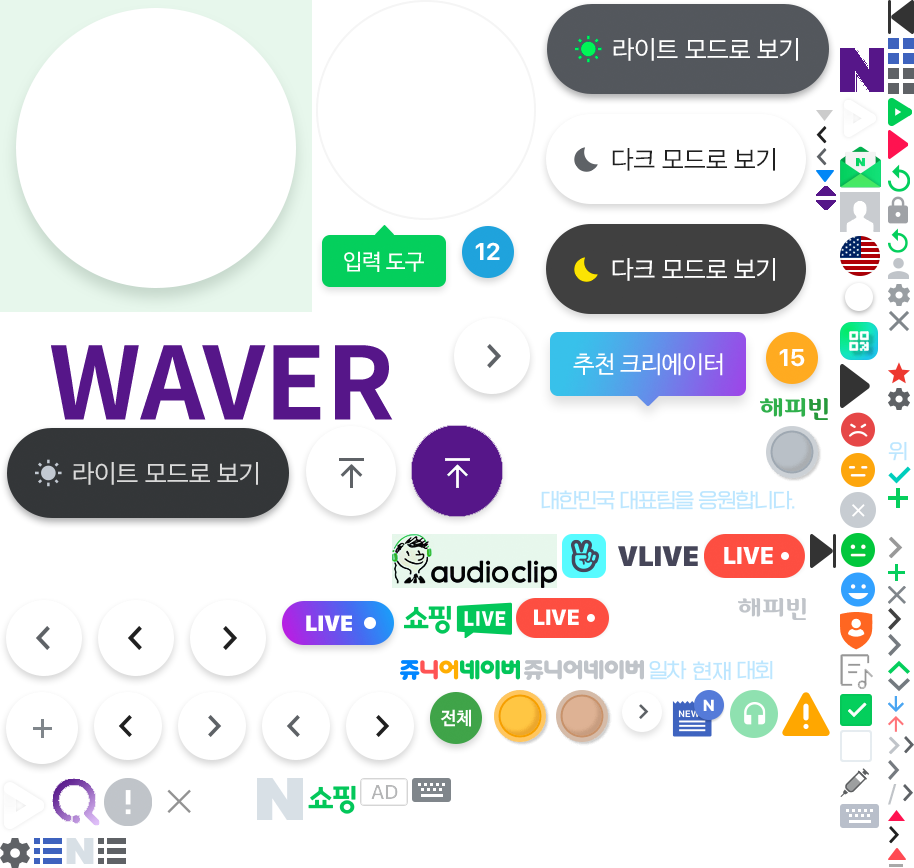 라이트 모드로 보기
N
다크 모드로 보기
N
입력 도구
12
다크 모드로 보기
WAVER
추천 크리에이터
15
해피빈
라이트 모드로 보기
위
대한민국 대표팀을 응원합니다.
audioclip
VLIVE
LIVE
LIVE
쇼핑
LIVE
LIVE
해피빈
쥬니어네이버
쥬니어네이버
일차
현재
대회
전체
NEW
N
N
쇼핑
AD
N